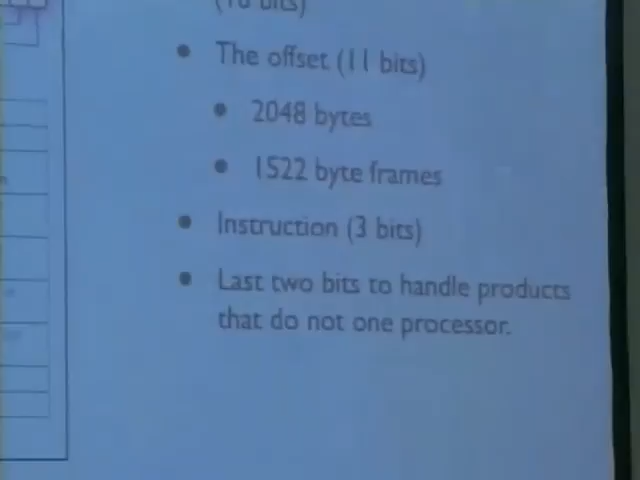 bits)
The offset (11 bits)
2048 bytes
1522 byte frames
Instruction (3 bits)
Last two bits to handle products
that do not one processor.